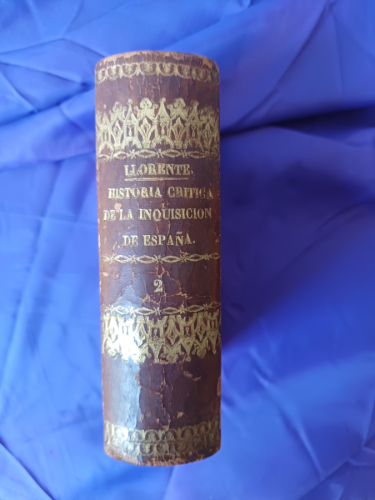 LLORENTE.
HISTORIA CRITICA
DE LA INQUISICION
DE ESPAÑA.
2